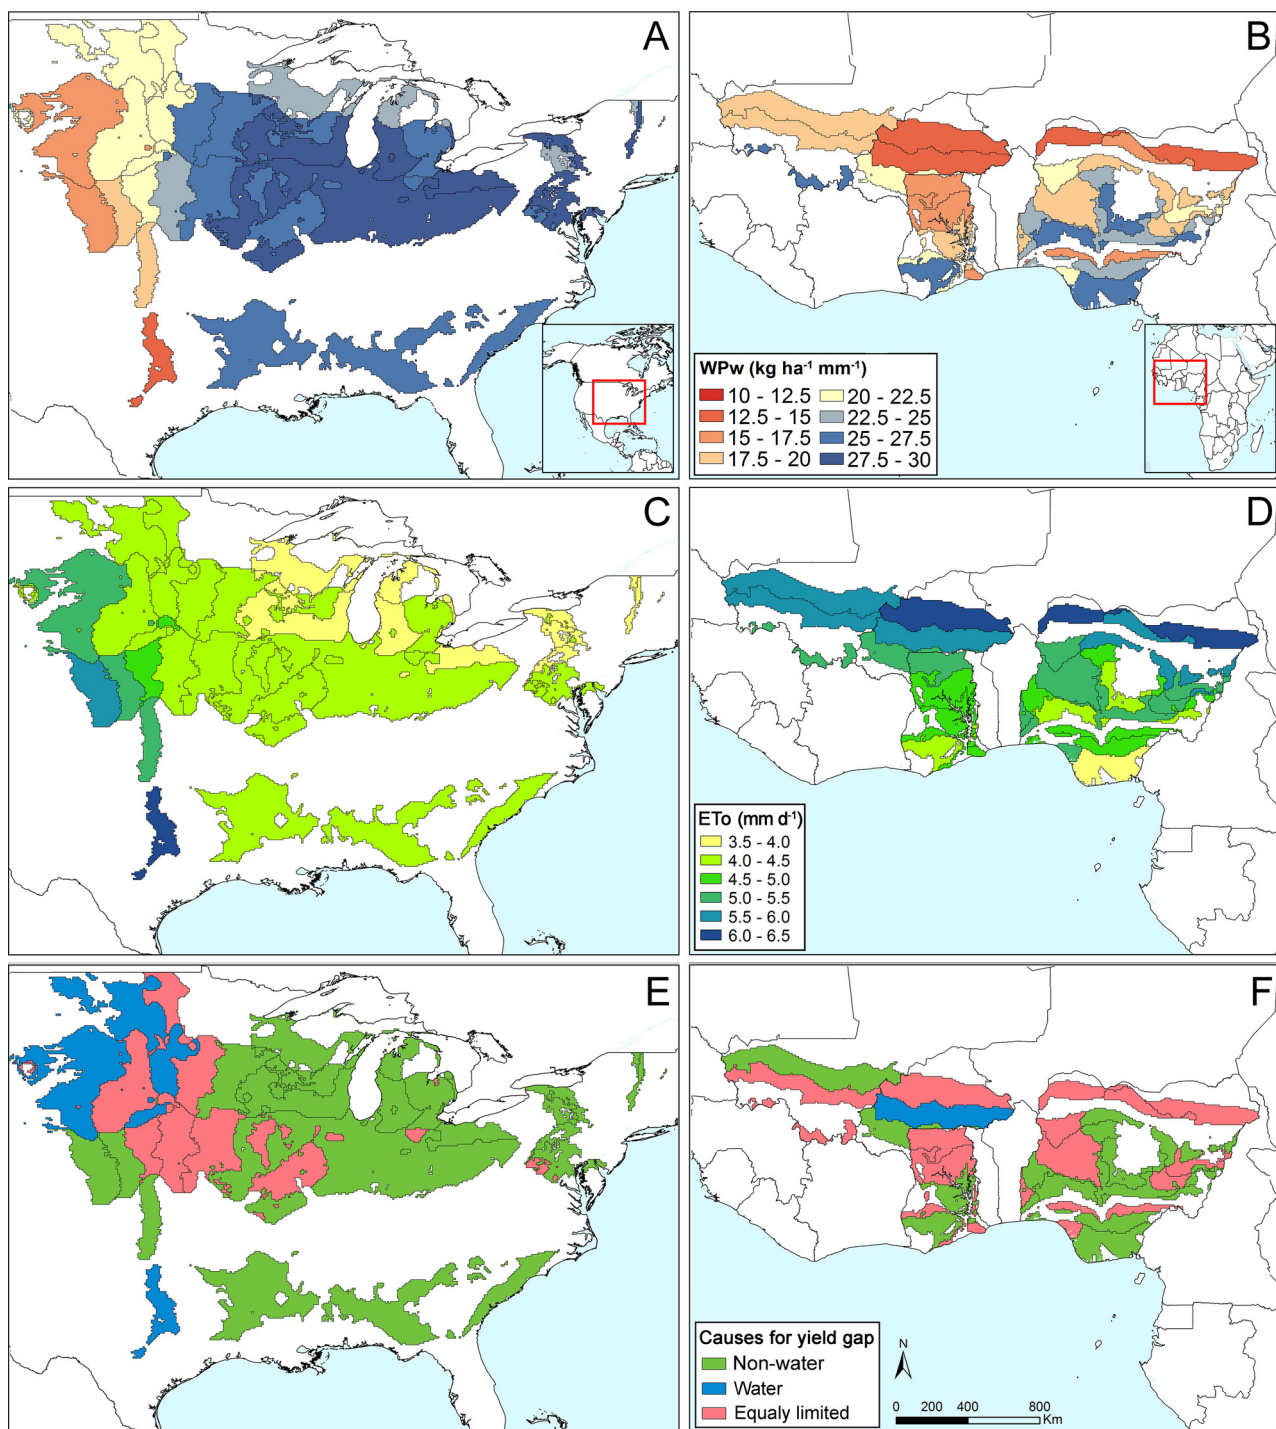 A
B
WPw (kg ha⁻¹ mm⁻¹)
10 - 12.5
20 - 22.5
12.5 - 15
22.5 - 25
15 - 17.5
25 - 27.5
17.5 - 20
27.5 - 30
C
D
ETo (mm d⁻¹)
3.5 - 4.0
4.0 - 4.5
4.5 - 5.0
5.0 - 5.5
5.5 - 6.0
6.0 - 6.5
E
F
Causes for yield gap
Non-water
Water
Equaly limited
N
0 200 400 800
Km